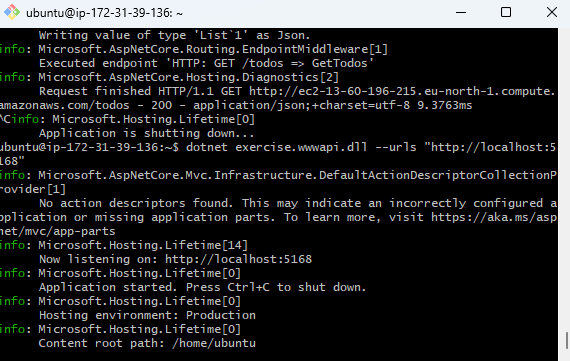 ubuntu@ip-172-31-39-136: ~
Writing value of type 'List`1' as Json.
info: Microsoft.AspNetCore.Routing.EndpointMiddleware[1]
Executed endpoint 'HTTP: GET /todos => GetTodos'
info: Microsoft.AspNetCore.Hosting.Diagnostics[2]
Request finished HTTP/1.1 GET http://ec2-13-60-196-215.eu-north-1.compute.
amazonaws.com/todos - 200 - application/json;+charset=utf-8 9.3763ms
^Cinfo: Microsoft.Hosting.Lifetime[0]
Application is shutting down...
ubuntu@ip-172-31-39-136:~$ dotnet exercise.wwwapi.dll --urls "http://localhost:5
168"
info: Microsoft.AspNetCore.Mvc.Infrastructure.DefaultActionDescriptorCollectionP
rovider[1]
No action descriptors found. This may indicate an incorrectly configured a
pplication or missing application parts. To learn more, visit https://aka.ms/asp
net/mvc/app-parts
info: Microsoft.Hosting.Lifetime[14]
Now listening on: http://localhost:5168
info: Microsoft.Hosting.Lifetime[0]
Application started. Press Ctrl+C to shut down.
info: Microsoft.Hosting.Lifetime[0]
Hosting environment: Production
info: Microsoft.Hosting.Lifetime[0]
Content root path: /home/ubuntu